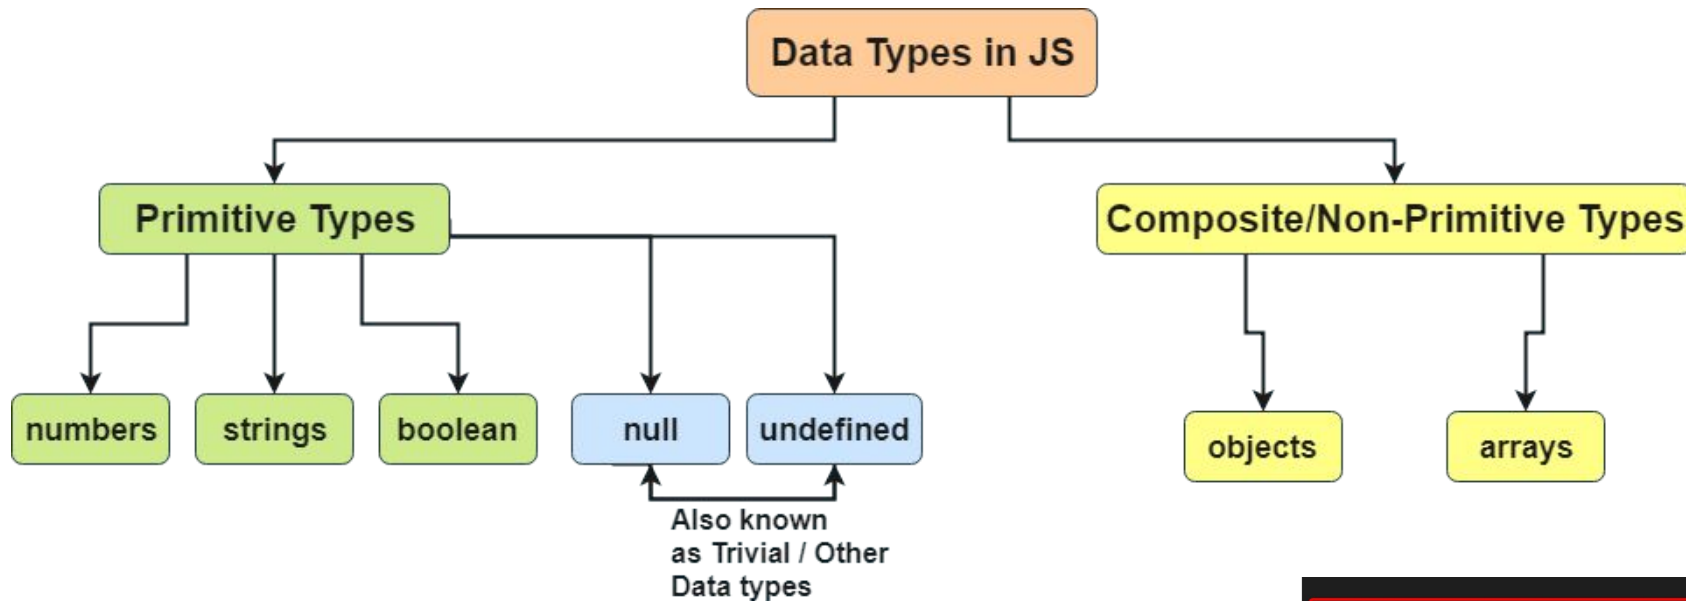 Data Types in JS
Primitive Types
Composite/Non-Primitive Types
numbers
strings
boolean
null
undefined
objects
arrays
Also known
as Trivial / Other
Data types